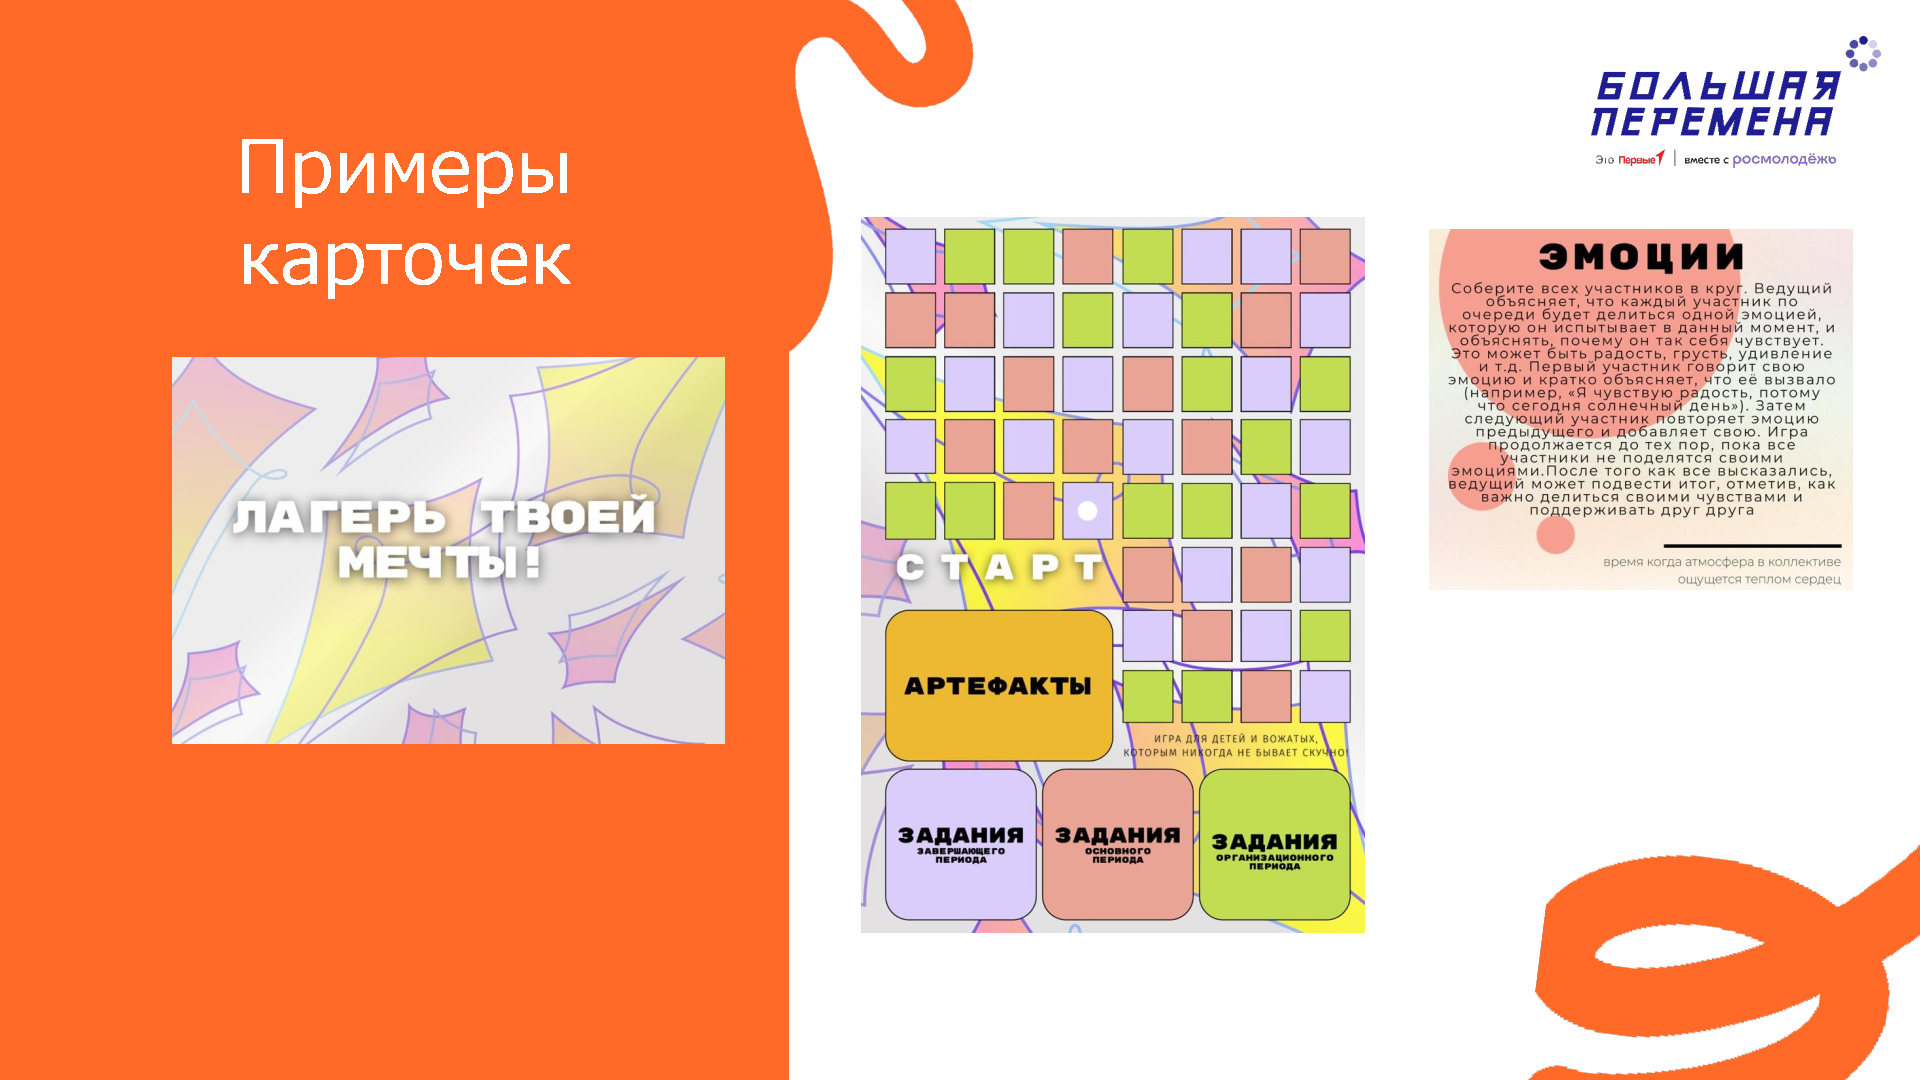 Примеры
карточек
ЛАГЕРЬ ТВОЕЙ
МЕЧТЫ!
БОЛЬШАЯ
ПЕРЕМЕНА
Это Первые | вместе с росмолодёжь
СТАРТ
АРТЕФАКТЫ
ИГРА ДЛЯ ДЕТЕЙ И ВОЖАТЫХ,
КОТОРЫМ НИКОГДА НЕ БЫВАЕТ СКУЧНО!
ЗАДАНИЯ
ЗАВЕРШАЮЩЕГО
ПЕРИОДА
ЗАДАНИЯ
ОСНОВНОГО
ПЕРИОДА
ЗАДАНИЯ
ОРГАНИЗАЦИОННОГО
ПЕРИОДА
ЭМОЦИИ
Соберите всех участников в круг. Ведущий
объясняет, что каждый участник по
очереди будет делиться одной эмоцией,
которую он испытывает в данный момент, и
объяснять, почему он так себя чувствует.
Это может быть радость, грусть, удивление
и т.д. Первый участник говорит свою
эмоцию и кратко объясняет, что её вызвало
(например, «Я чувствую радость, потому
что сегодня солнечный день»). Затем
следующий участник повторяет эмоцию
предыдущего и добавляет свою. Игра
продолжается до тех пор, пока все
участники не поделятся своими
эмоциями.После того как все высказались,
ведущий может подвести итог, отметив, как
важно делиться своими чувствами и
поддерживать друг друга
время когда атмосфера в коллективе
ощущется теплом сердец